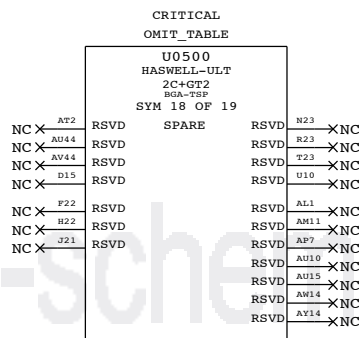 CRITICAL
OMIT_TABLE
U0500
HASWELL-ULT
2C+GT2
BGA-TSP
SYM 18 OF 19
SPARE
NC AT2 RSVD
NC AU44 RSVD
NC AV44 RSVD
NC D15 RSVD
NC F22 RSVD
NC H22 RSVD
NC J21 RSVD
RSVD N23 NC
RSVD R23 NC
RSVD T23 NC
RSVD U10 NC
RSVD AL1 NC
RSVD AM11 NC
RSVD AP7 NC
RSVD AU10 NC
RSVD AU15 NC
RSVD AW14 NC
RSVD AY14 NC
-schem